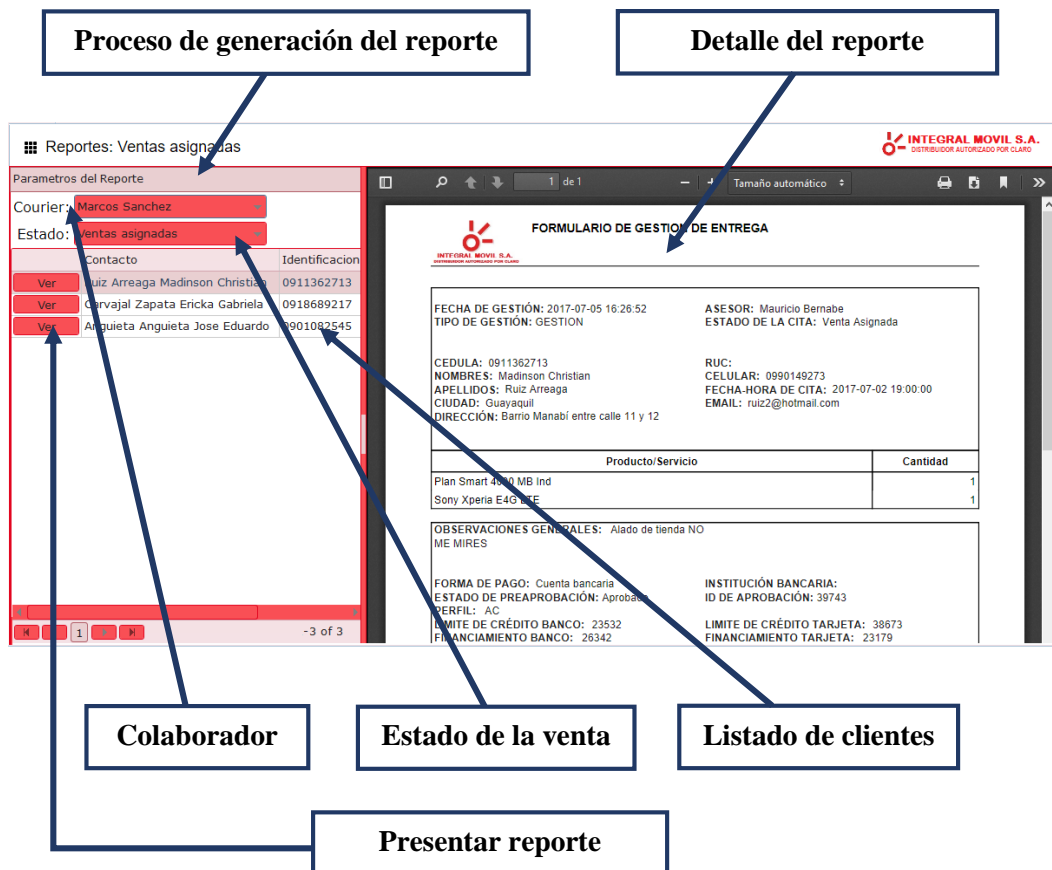 Proceso de generación del reporte
Detalle del reporte
Reportes: Ventas asignadas
INTEGRAL MOVIL S.A.
DISTRIBUIDOR AUTORIZADO POR CLARO
Parametros del Reporte
1 de 1
Tamaño automático
Courier: Marcos Sanchez
Estado: Ventas asignadas
Contacto Identificacion
Ver Ruiz Arreaga Madinson Christian 0911362713
Ver Carvajal Zapata Ericka Gabriela 0918689217
Ver Anguieta Anguieta Jose Eduardo 0901082545
1
-3 of 3
FORMULARIO DE GESTION DE ENTREGA
INTEGRAL MOVIL S.A.
DISTRIBUIDOR AUTORIZADO POR CLARO
FECHA DE GESTIÓN: 2017-07-05 16:26:52 ASESOR: Mauricio Bernabe
TIPO DE GESTIÓN: GESTION ESTADO DE LA CITA: Venta Asignada
CEDULA: 0911362713 RUC:
NOMBRES: Madinson Christian CELULAR: 0990149273
APELLIDOS: Ruiz Arreaga FECHA-HORA DE CITA: 2017-07-02 19:00:00
CIUDAD: Guayaquil EMAIL: ruiz2@hotmail.com
DIRECCIÓN: Barrio Manabí entre calle 11 y 12
Producto/Servicio Cantidad
Plan Smart MB Ind 1
Sony Xperia E4G LTE 1
OBSERVACIONES GENERALES: Alado de tienda NO
ME MIRES
FORMA DE PAGO: Cuenta bancaria INSTITUCIÓN BANCARIA:
ESTADO DE PREAPROBACIÓN: Aprobado ID DE APROBACIÓN: 39743
PERFIL: AC
LIMITE DE CRÉDITO BANCO: 23532 LIMITE DE CRÉDITO TARJETA: 38673
FINANCIAMIENTO BANCO: 26342 FINANCIAMIENTO TARJETA: 23179
Colaborador
Estado de la venta
Listado de clientes
Presentar reporte